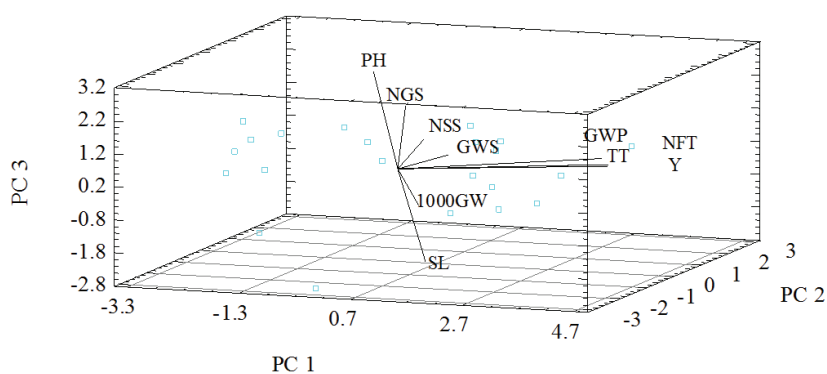 PH
3.2
NGS
2.2
NSS
GWP
NFT
1.2
GWS
TT
Y
PC 3
0.2
1000GW
-0.8
-1.8
SL
3
2
-2.8
1
0
-3.3
-1
PC 2
-1.3
-2
0.7
-3
2.7
4.7
PC 1